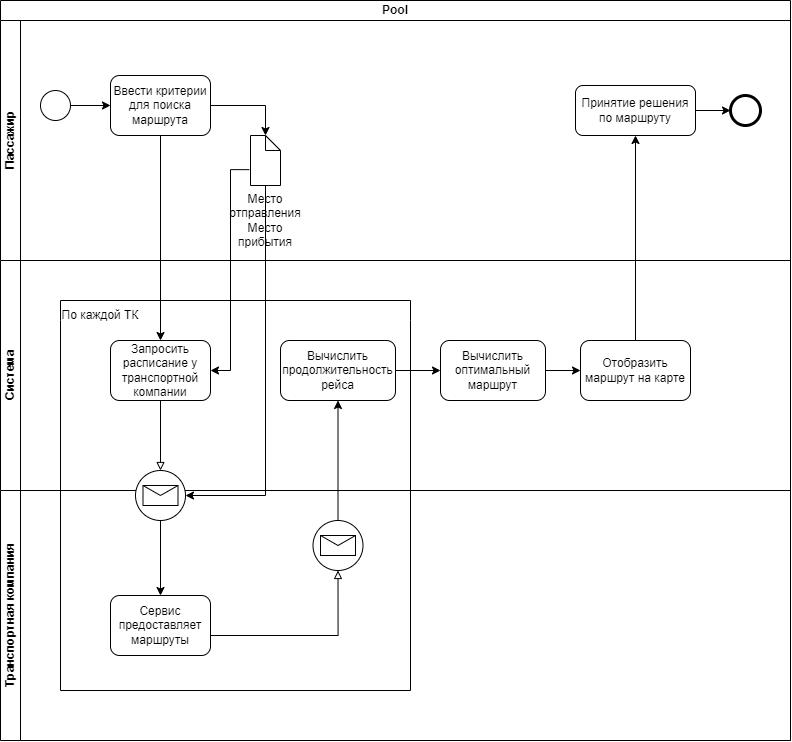 Pool
Пассажир
Ввести критерии
для поиска
маршрута
Место
отправления
Место
прибытия
Принятие решения
по маршруту
Система
По каждой ТК
Запросить
расписание у
транспортной
компании
Вычислить
продолжительность
рейса
Вычислить
оптимальный
маршрут
Отобразить
маршрут на карте
Транспортная компания
Сервис
предоставляет
маршруты